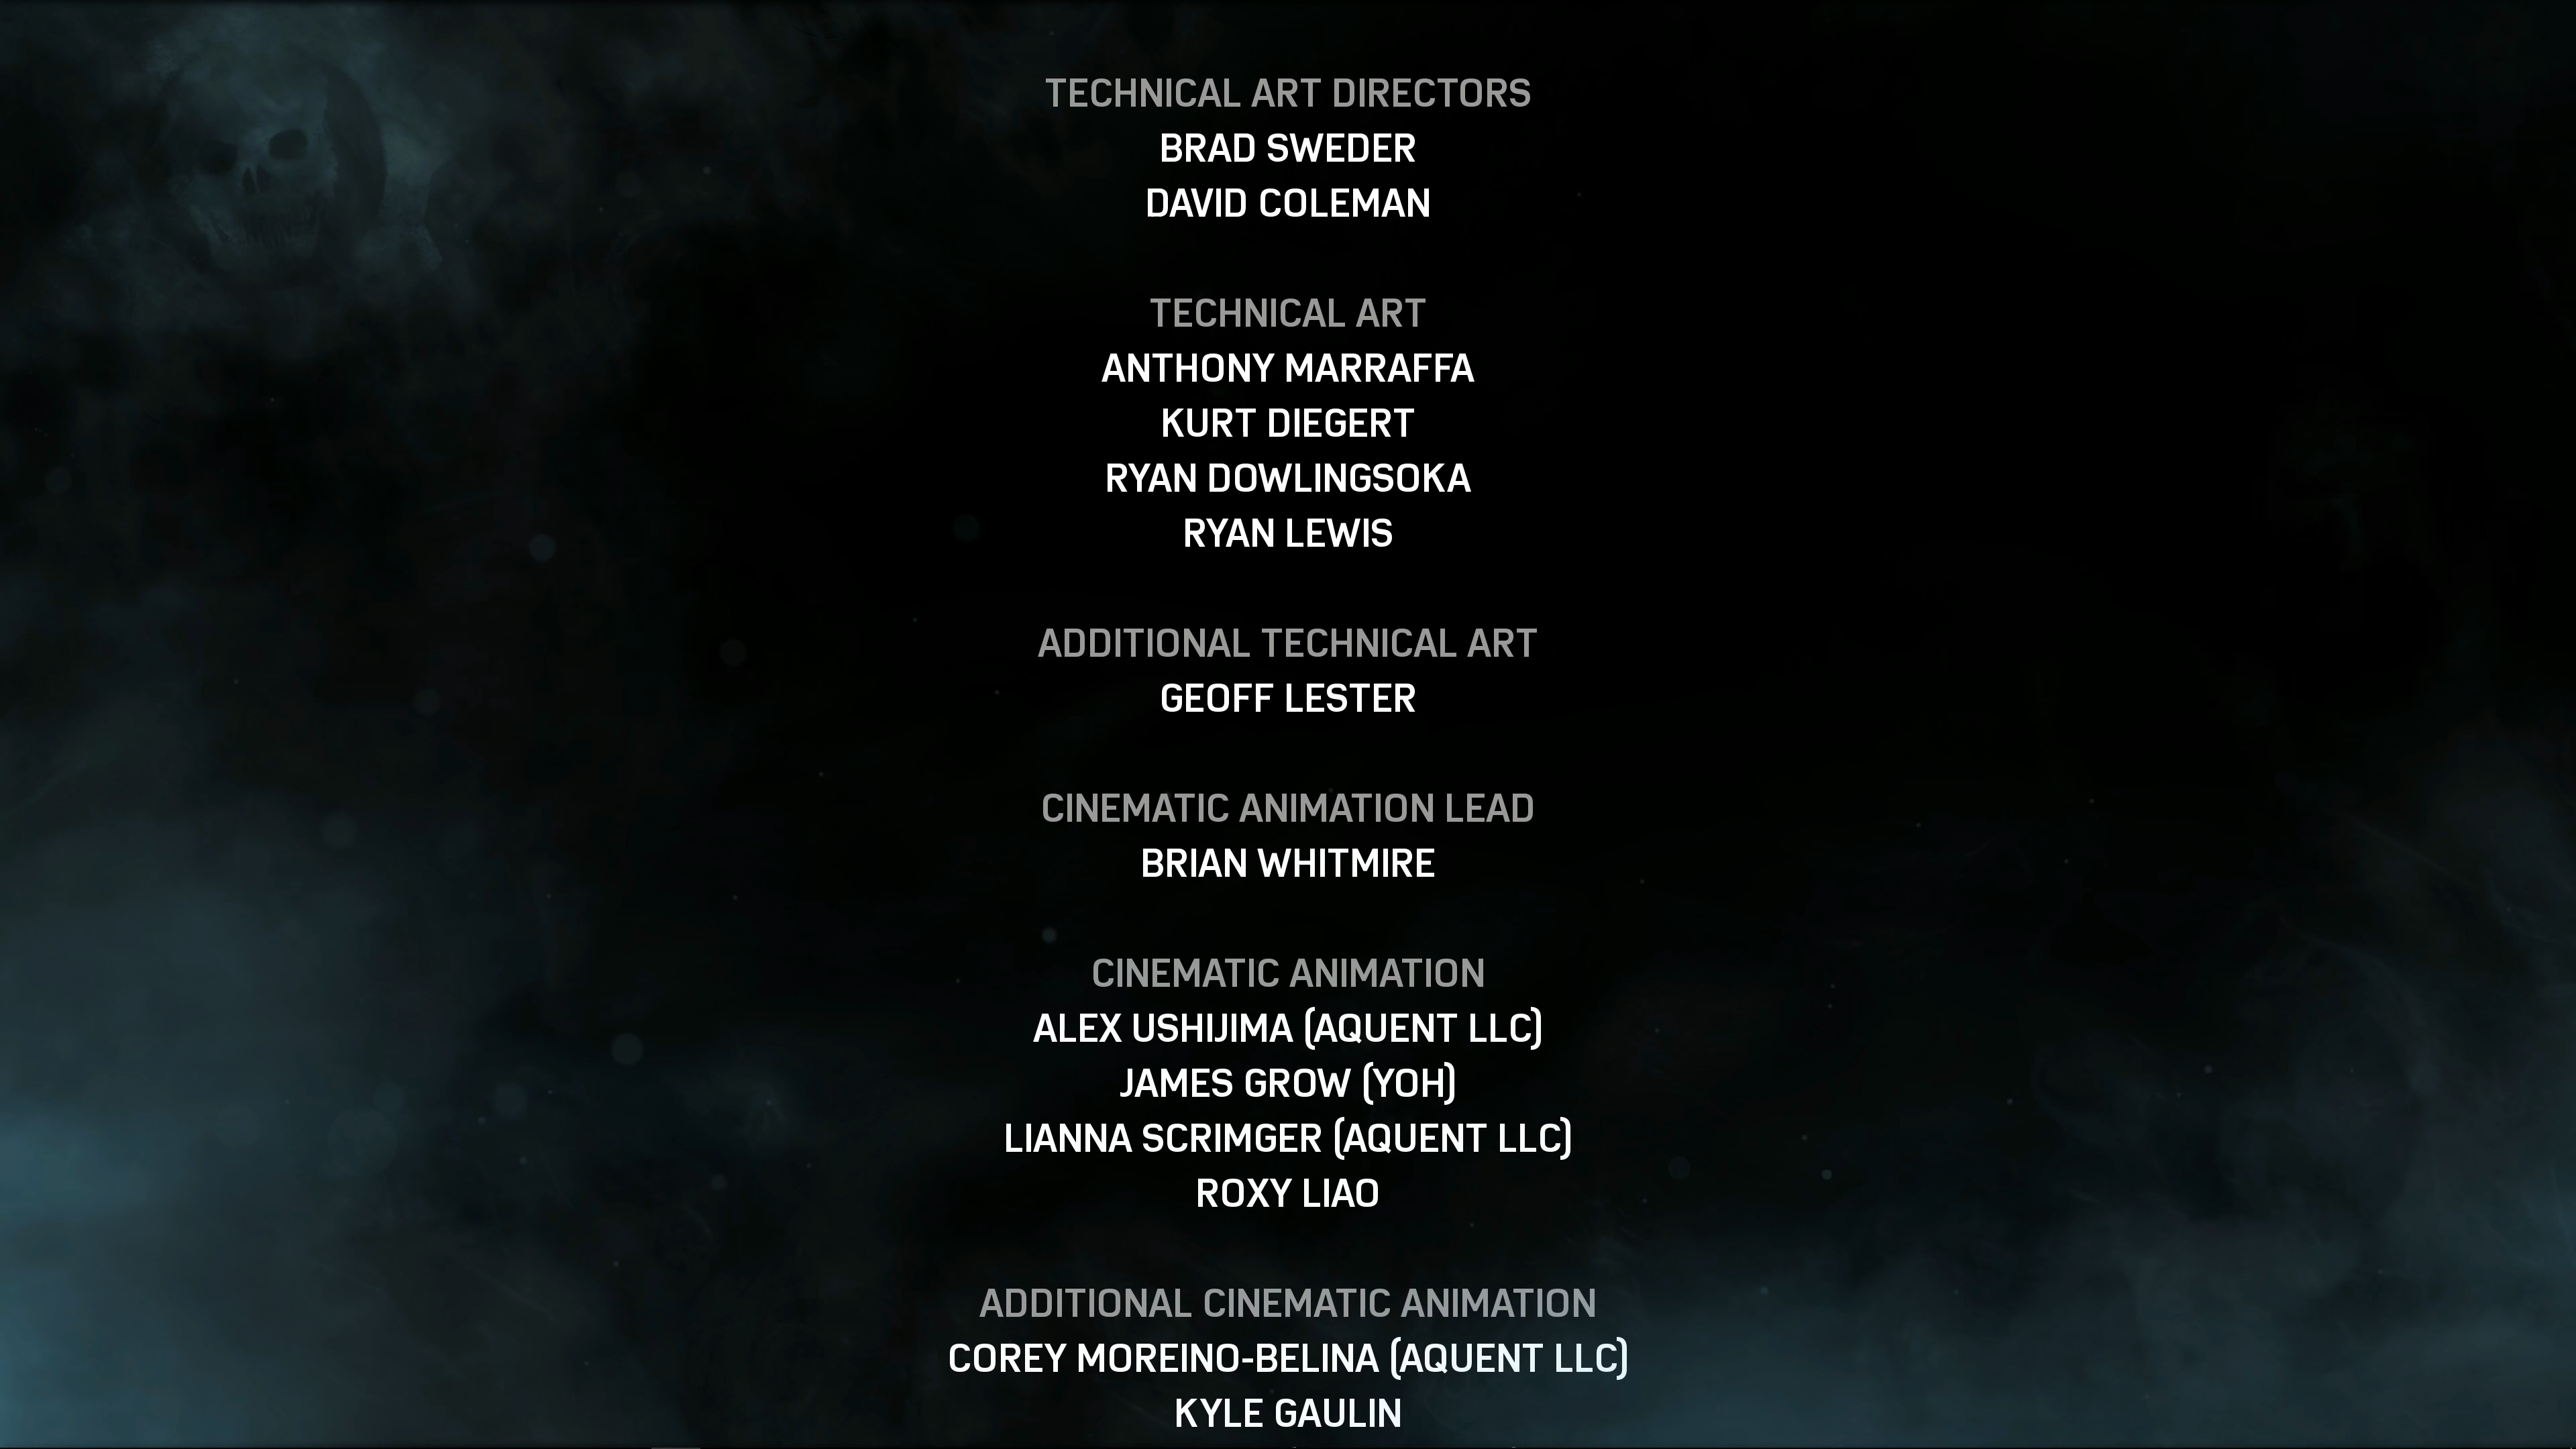 TECHNICAL ART DIRECTORS
BRAD SWEDER
DAVID COLEMAN
TECHNICAL ART
ANTHONY MARRAFFA
KURT DIEGERT
RYAN DOWLINGSOKA
RYAN LEWIS
ADDITIONAL TECHNICAL ART
GEOFF LESTER
CINEMATIC ANIMATION LEAD
BRIAN WHITMIRE
CINEMATIC ANIMATION
ALEX USHIJIMA (AQUENT LLC)
JAMES GROW (YOH)
LIANNA SCRIMGER (AQUENT LLC)
ROXY LIAO
ADDITIONAL CINEMATIC ANIMATION
COREY MOREINO-BELINA (AQUENT LLC)
KYLE GAULIN